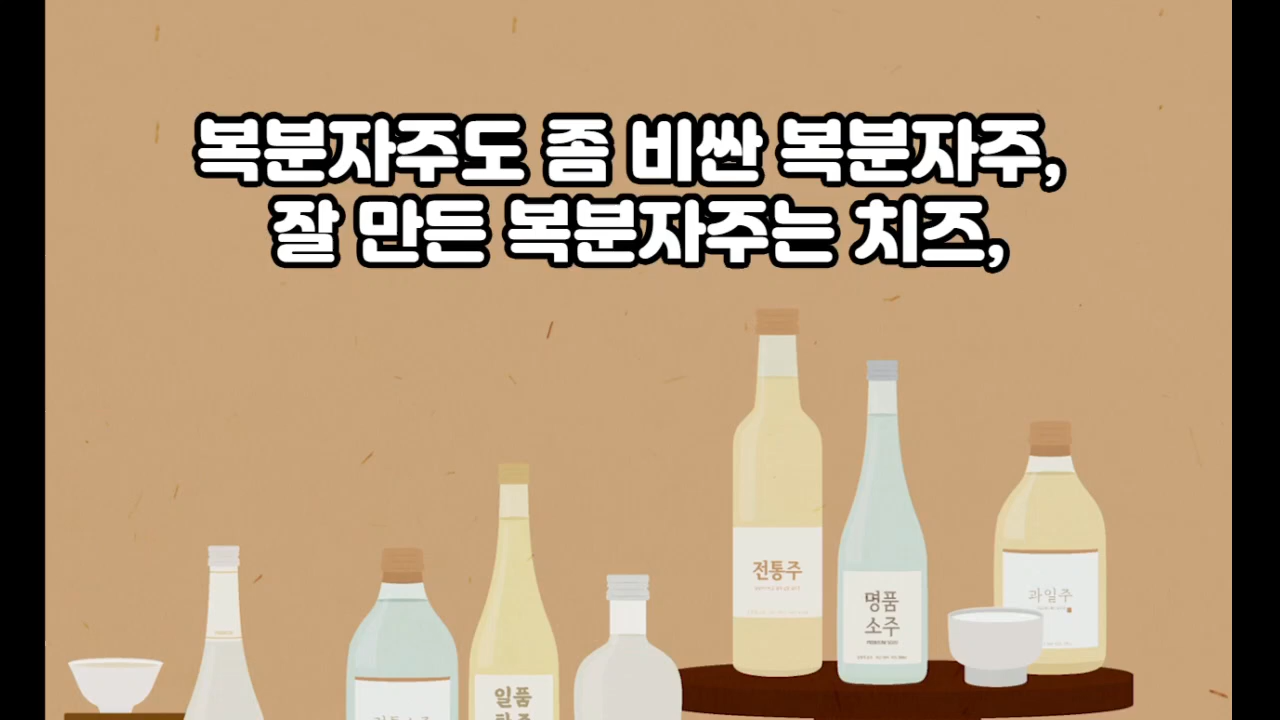 복분자주도 좀 비싼 복분자주,
잘 만든 복분자주는 치즈,
전통주
명품
소주
과일주
일품